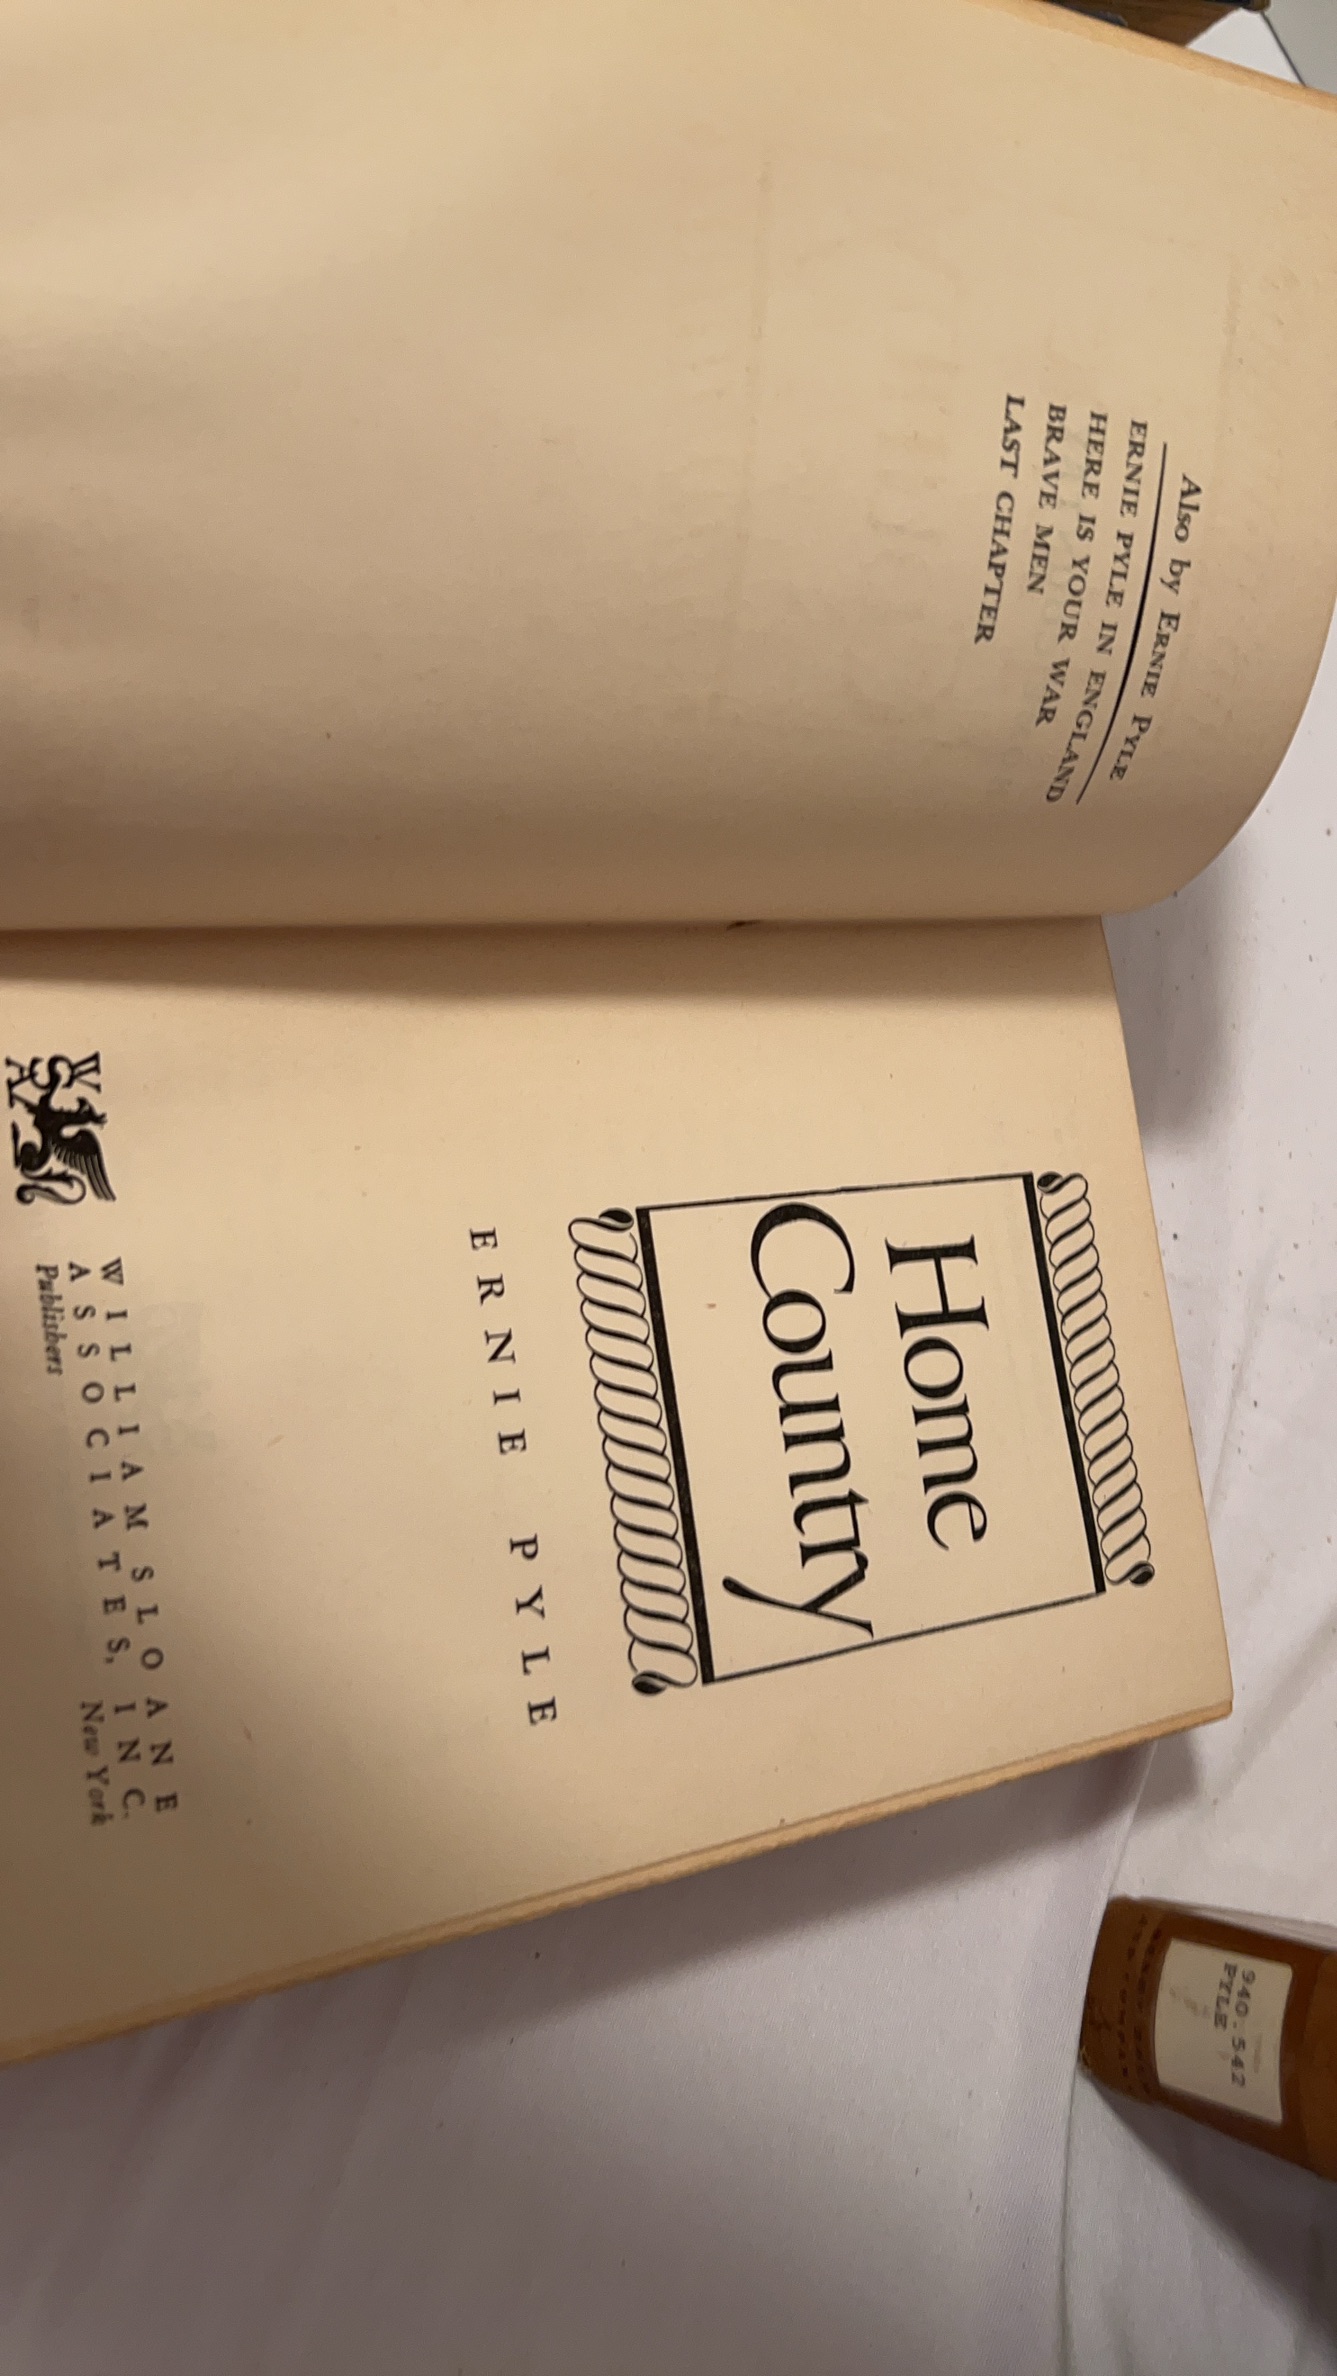 Also by ERNIE PYLE
ERNIE PYLE IN ENGLAND
HERE IS YOUR WAR
BRAVE MEN
LAST CHAPTER
Home
Country
ERNIE PYLE
WSA
WILLIAM SLOANE
ASSOCIATES, INC.
Publishers New York
940.542
PYLE